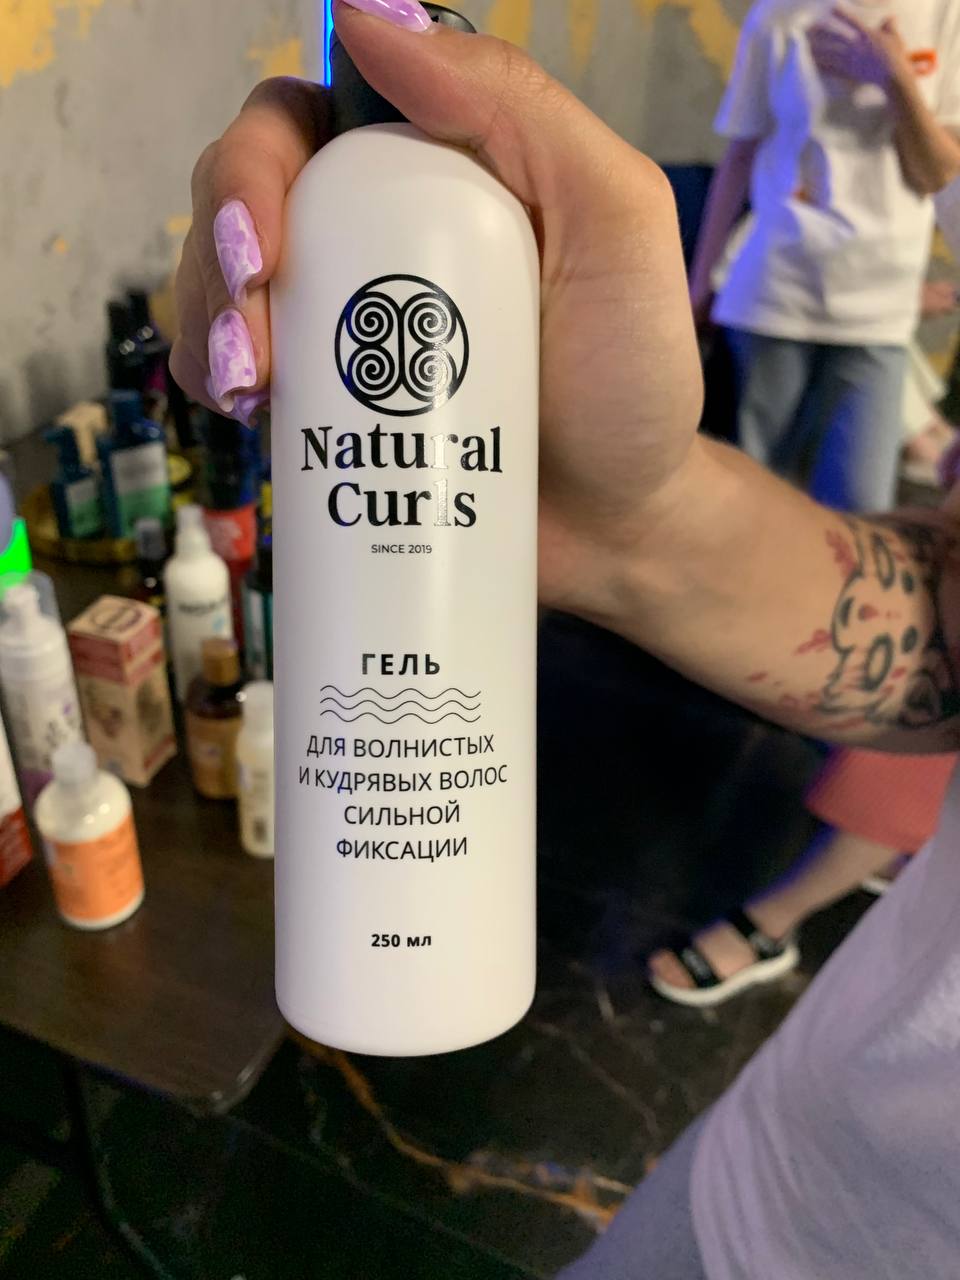 Natural
Curls
SINCE 2019
ГЕЛЬ
ДЛЯ ВОЛНИСТЫХ
И КУДРЯВЫХ ВОЛОС
СИЛЬНОЙ
ФИКСАЦИИ
250 мл